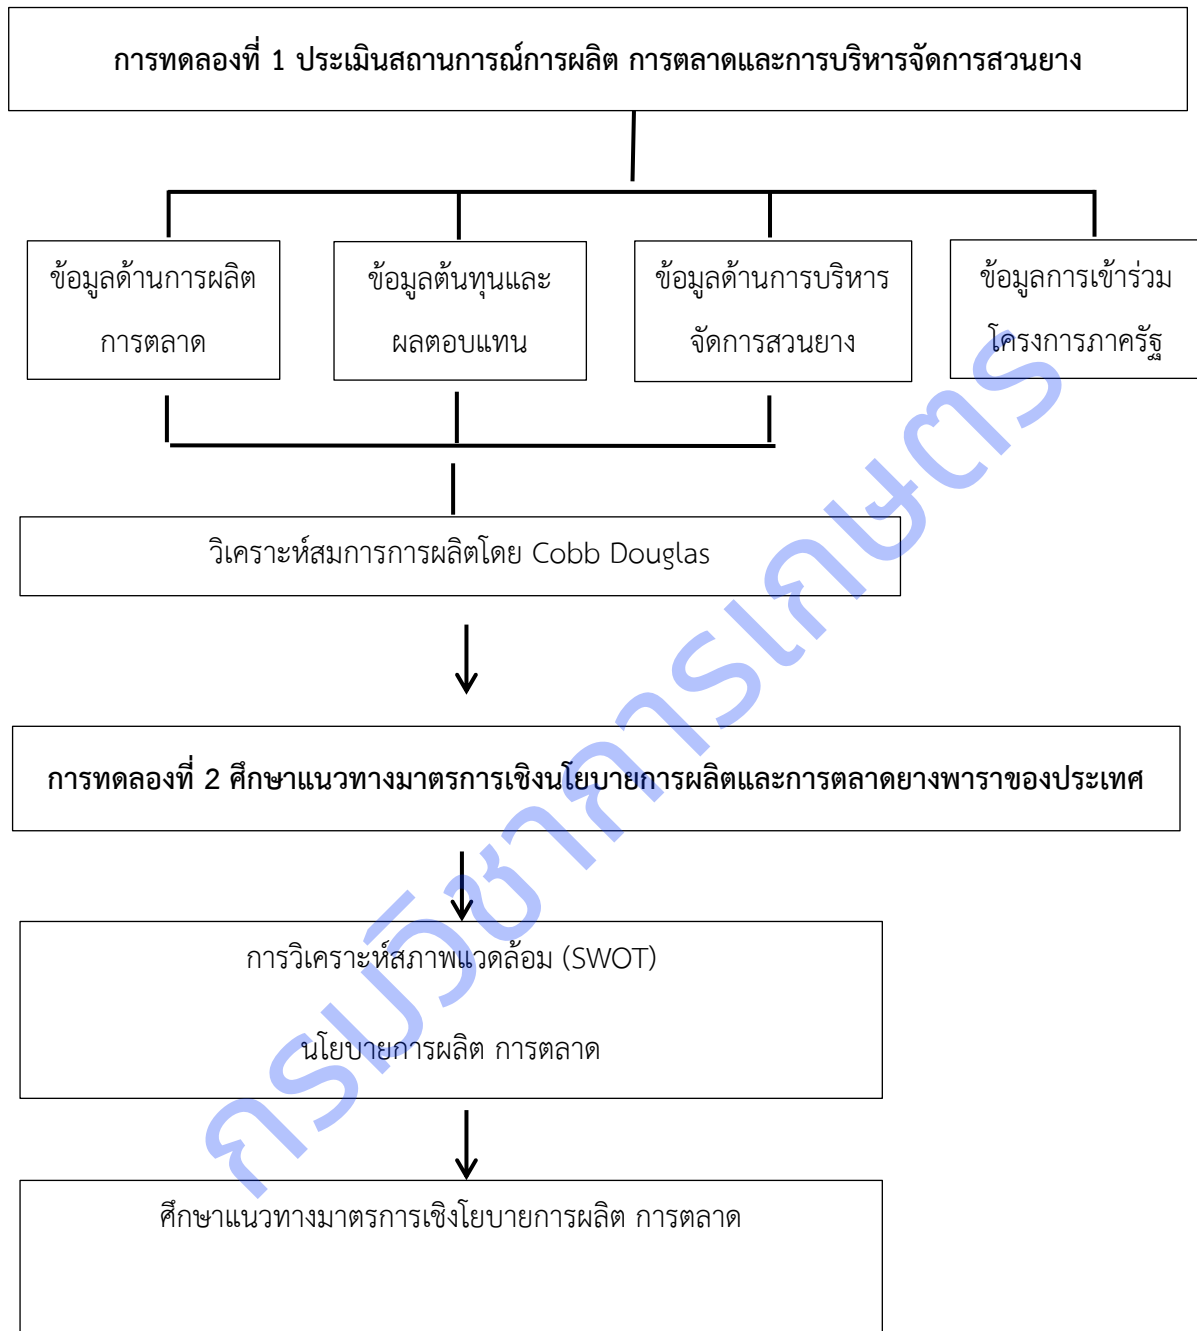 การทดลองที่ 1 ประเมินสถานการณ์การผลิต การตลาดและการบริหารจัดการสวนยาง
ข้อมูลด้านการผลิต
การตลาด
ข้อมูลต้นทุนและ
ผลตอบแทน
ข้อมูลด้านการบริหาร
จัดการสวนยาง
ข้อมูลการเข้าร่วม
โครงการภาครัฐ
วิเคราะห์สมการการผลิตโดย Cobb Douglas
การทดลองที่ 2 ศึกษาแนวทางมาตรการเชิงนโยบายการผลิตและการตลาดยางพาราของประเทศ
การวิเคราะห์สภาพแวดล้อม (SWOT)
นโยบายการผลิต การตลาด
ศึกษาแนวทางมาตรการเชิงโยบายการผลิต การตลาด
กรมวิชาการเกษตร